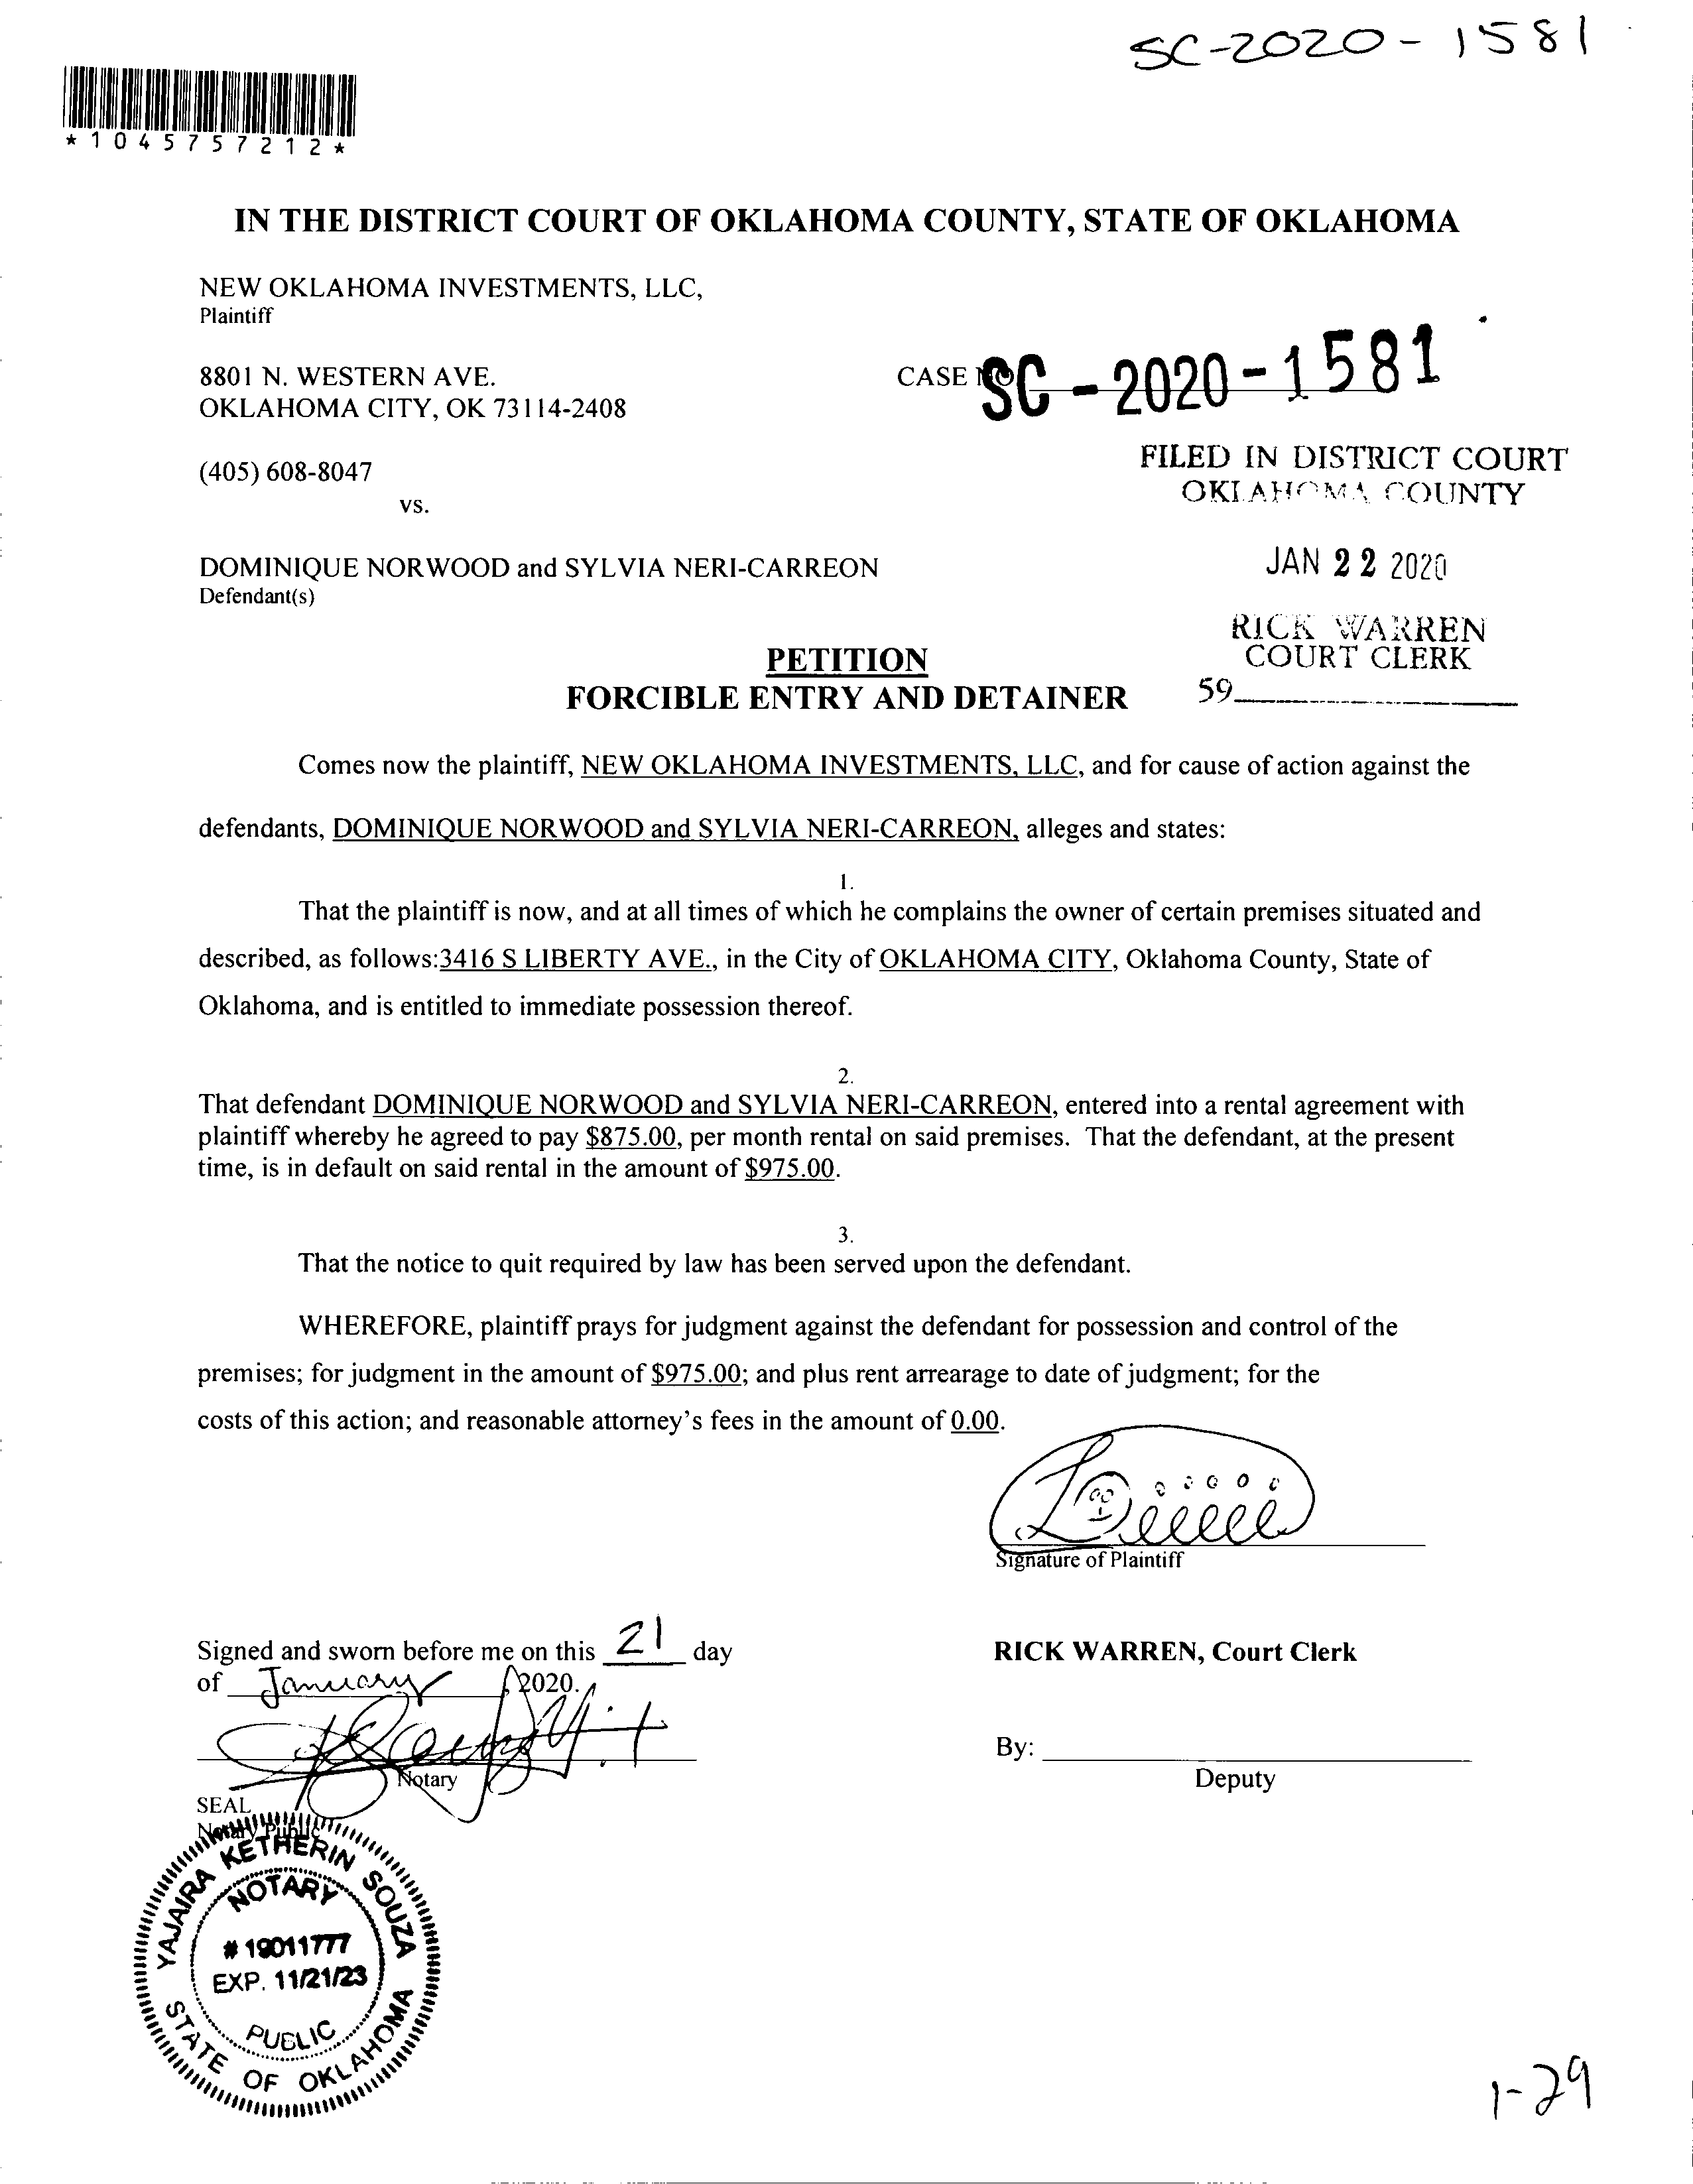 SC-2020-1581
*1045757212*
IN THE DISTRICT COURT OF OKLAHOMA COUNTY, STATE OF OKLAHOMA
NEW OKLAHOMA INVESTMENTS, LLC,
Plaintiff
8801 N. WESTERN AVE.
OKLAHOMA CITY, OK 73114-2408
CASE NO. SC-2020-1581
(405) 608-8047
vs.
FILED IN DISTRICT COURT
OKLAHOMA COUNTY
DOMINIQUE NORWOOD and SYLVIA NERI-CARREON
Defendant(s)
JAN 22 2020
RICK WARREN
COURT CLERK
59
PETITION
FORCIBLE ENTRY AND DETAINER
Comes now the plaintiff, NEW OKLAHOMA INVESTMENTS, LLC, and for cause of action against the
defendants, DOMINIQUE NORWOOD and SYLVIA NERI-CARREON, alleges and states:
1.
That the plaintiff is now, and at all times of which he complains the owner of certain premises situated and
described, as follows:3416 S LIBERTY AVE., in the City of OKLAHOMA CITY, Oklahoma County, State of
Oklahoma, and is entitled to immediate possession thereof.
2.
That defendant DOMINIQUE NORWOOD and SYLVIA NERI-CARREON, entered into a rental agreement with
plaintiff whereby he agreed to pay $875.00, per month rental on said premises. That the defendant, at the present
time, is in default on said rental in the amount of $975.00.
3.
That the notice to quit required by law has been served upon the defendant.
WHEREFORE, plaintiff prays for judgment against the defendant for possession and control of the
premises; for judgment in the amount of $975.00; and plus rent arrearage to date of judgment; for the
costs of this action; and reasonable attorney's fees in the amount of 0.00.
Signature of Plaintiff
Signed and sworn before me on this 21 day
of January, 2020.
RICK WARREN, Court Clerk
Notary
By:
Deputy
SEAL
Notary Public
YAJAIRA KETHERIN SOUZA
NOTARY
# 19011777
EXP. 11/21/23
PUBLIC
STATE OF OKLAHOMA
1-29